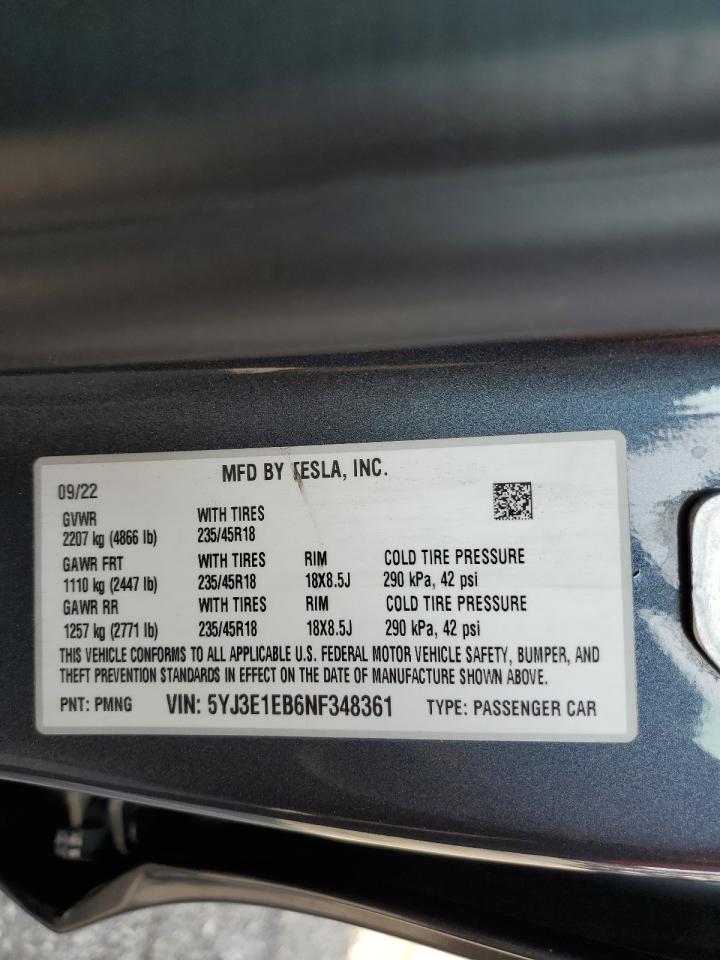 MFD BY TESLA, INC.
09/22
GVWR WITH TIRES
2207 kg (4866 lb) 235/45R18
GAWR FRT WITH TIRES RIM COLD TIRE PRESSURE
1110 kg (2447 lb) 235/45R18 18X8.5J 290 kPa, 42 psi
GAWR RR WITH TIRES RIM COLD TIRE PRESSURE
1257 kg (2771 lb) 235/45R18 18X8.5J 290 kPa, 42 psi
THIS VEHICLE CONFORMS TO ALL APPLICABLE U.S. FEDERAL MOTOR VEHICLE SAFETY, BUMPER, AND
THEFT PREVENTION STANDARDS IN EFFECT ON THE DATE OF MANUFACTURE SHOWN ABOVE.
PNT: PMNG VIN: 5YJ3E1EB6NF348361 TYPE: PASSENGER CAR